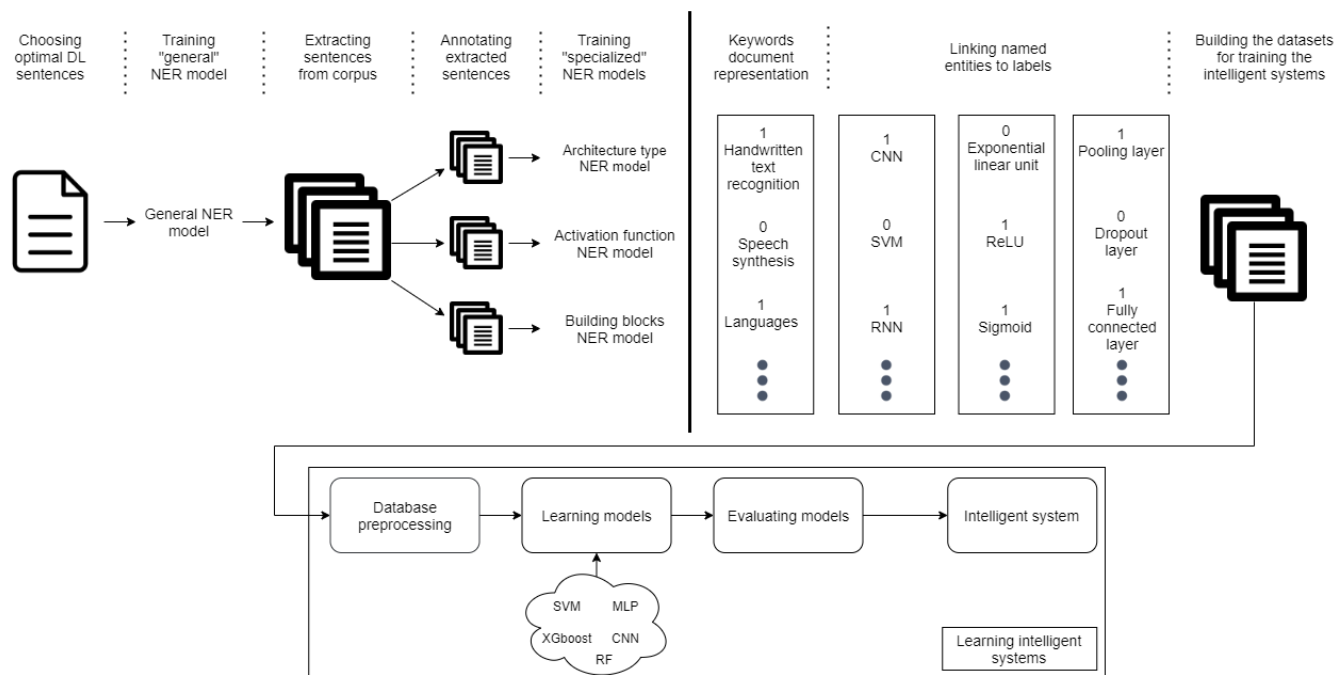 Choosing
optimal DL
sentences
Training
"general"
NER model
Extracting
sentences
from corpus
Annotating
extracted
sentences
Training
"specialized"
NER models
Keywords
document
representation
Linking named
entities to labels
Building the datasets
for training the
intelligent systems
General NER
model
Architecture type
NER model
Activation function
NER model
Building blocks
NER model
1
Handwritten
text
recognition
0
Speech
synthesis
1
Languages
1
CNN
0
SVM
1
RNN
0
Exponential
linear unit
1
ReLU
1
Sigmoid
1
Pooling layer
0
Dropout
layer
1
Fully
connected
layer
Database
preprocessing
Learning models
Evaluating models
Intelligent system
SVM MLP
XGboost CNN
RF
Learning intelligent
systems